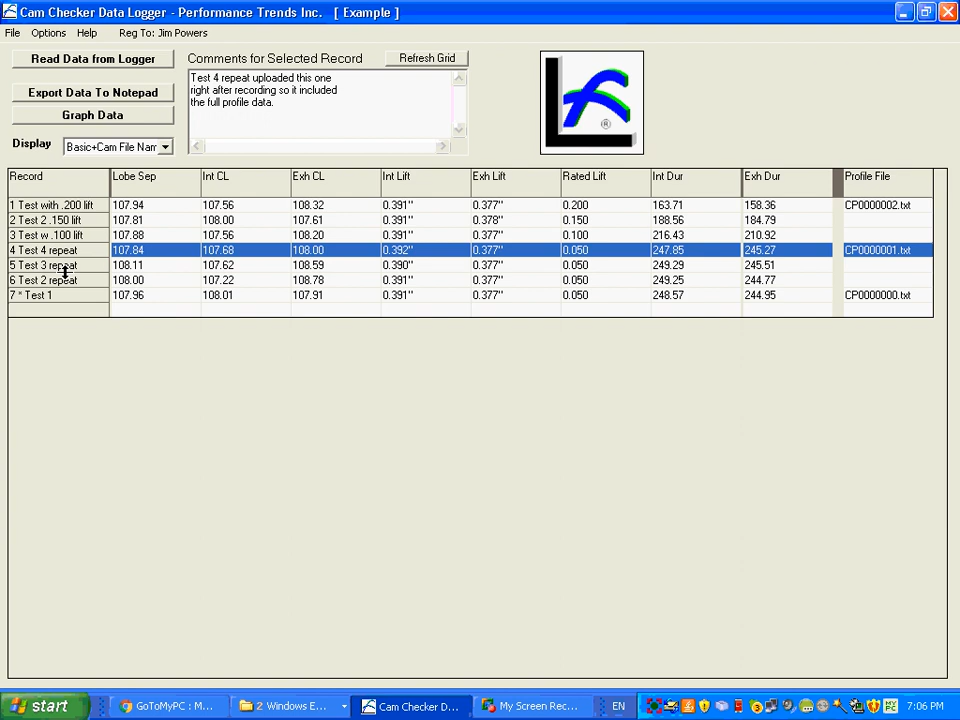 Cam Checker Data Logger - Performance Trends Inc.   [ Example ]
File Options Help Reg To: Jim Powers
Read Data from Logger
Export Data To Notepad
Graph Data
Display Basic+Cam File Nam
Comments for Selected Record Refresh Grid
Test 4 repeat uploaded this one
right after recording so it included
the full profile data.
®
Record Lobe Sep Int CL Exh CL Int Lift Exh Lift Rated Lift Int Dur Exh Dur Profile File
1 Test with .200 lift 107.94 107.56 108.32 0.391" 0.377" 0.200 163.71 158.36 CP0000002.txt
2 Test 2 .150 lift 107.81 108.00 107.61 0.391" 0.378" 0.150 188.56 184.79
3 Test w .100 lift 107.88 107.56 108.20 0.391" 0.377" 0.100 216.43 210.92
4 Test 4 repeat 107.84 107.68 108.00 0.392" 0.377" 0.050 247.85 245.27 CP0000001.txt
5 Test 3 repeat 108.11 107.62 108.59 0.390" 0.377" 0.050 249.29 245.51
6 Test 2 repeat 108.00 107.22 108.78 0.391" 0.377" 0.050 249.25 244.77
7 * Test 1 107.96 108.01 107.91 0.391" 0.377" 0.050 248.57 244.95 CP0000000.txt
start GoToMyPC : M... 2 Windows E... Cam Checker D... My Screen Rec... EN 7:06 PM